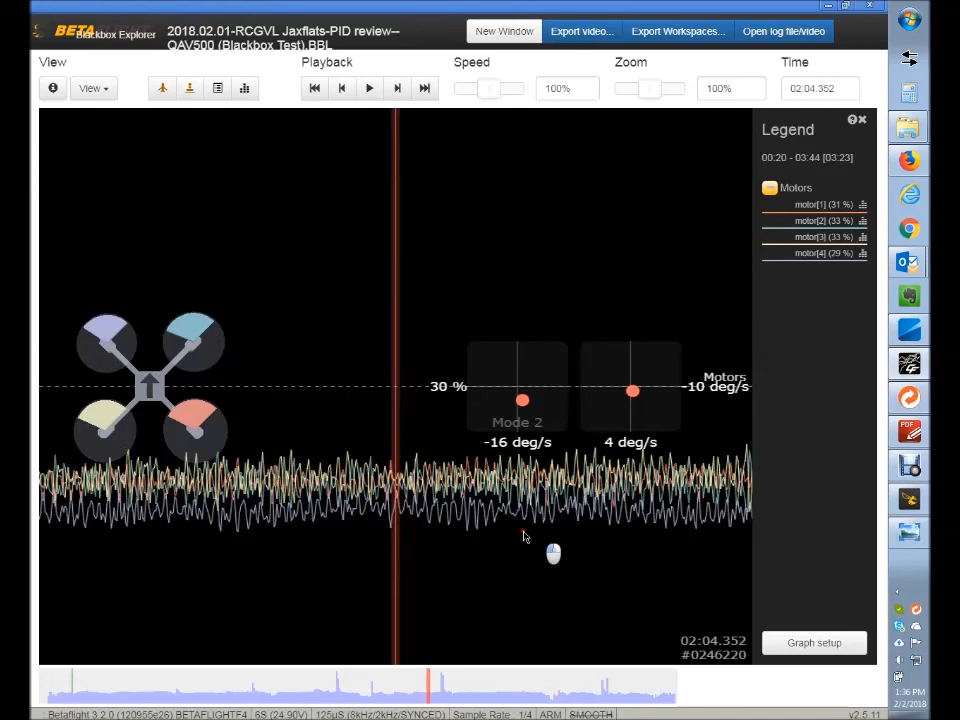 BETAFLIGHT
Blackbox Explorer
2018.02.01-RCGVL Jaxflats-PID review--
QAV500 (Blackbox Test).BBL
New Window
Export video...
Export Workspaces...
Open log file/video
View
Playback
Speed
Zoom
Time
View
100%
100%
02:04.352
Legend
00:20 - 03:44 [03:23]
Motors
motor[1] (31 %)
motor[2] (33 %)
motor[3] (33 %)
motor[4] (29 %)
30 %
Motors
-10 deg/s
Mode 2
-16 deg/s
4 deg/s
02:04.352
#0246220
Graph setup
Betaflight 3.2.0 (120955e26) BETAFLIGHTF4
6S (24.90V)
125µS (8kHz/2kHz/SYNCED)
Sample Rate : 1/4
ARM
SMOOTH
v2.5.11
PDF
1:36 PM
2/2/2018